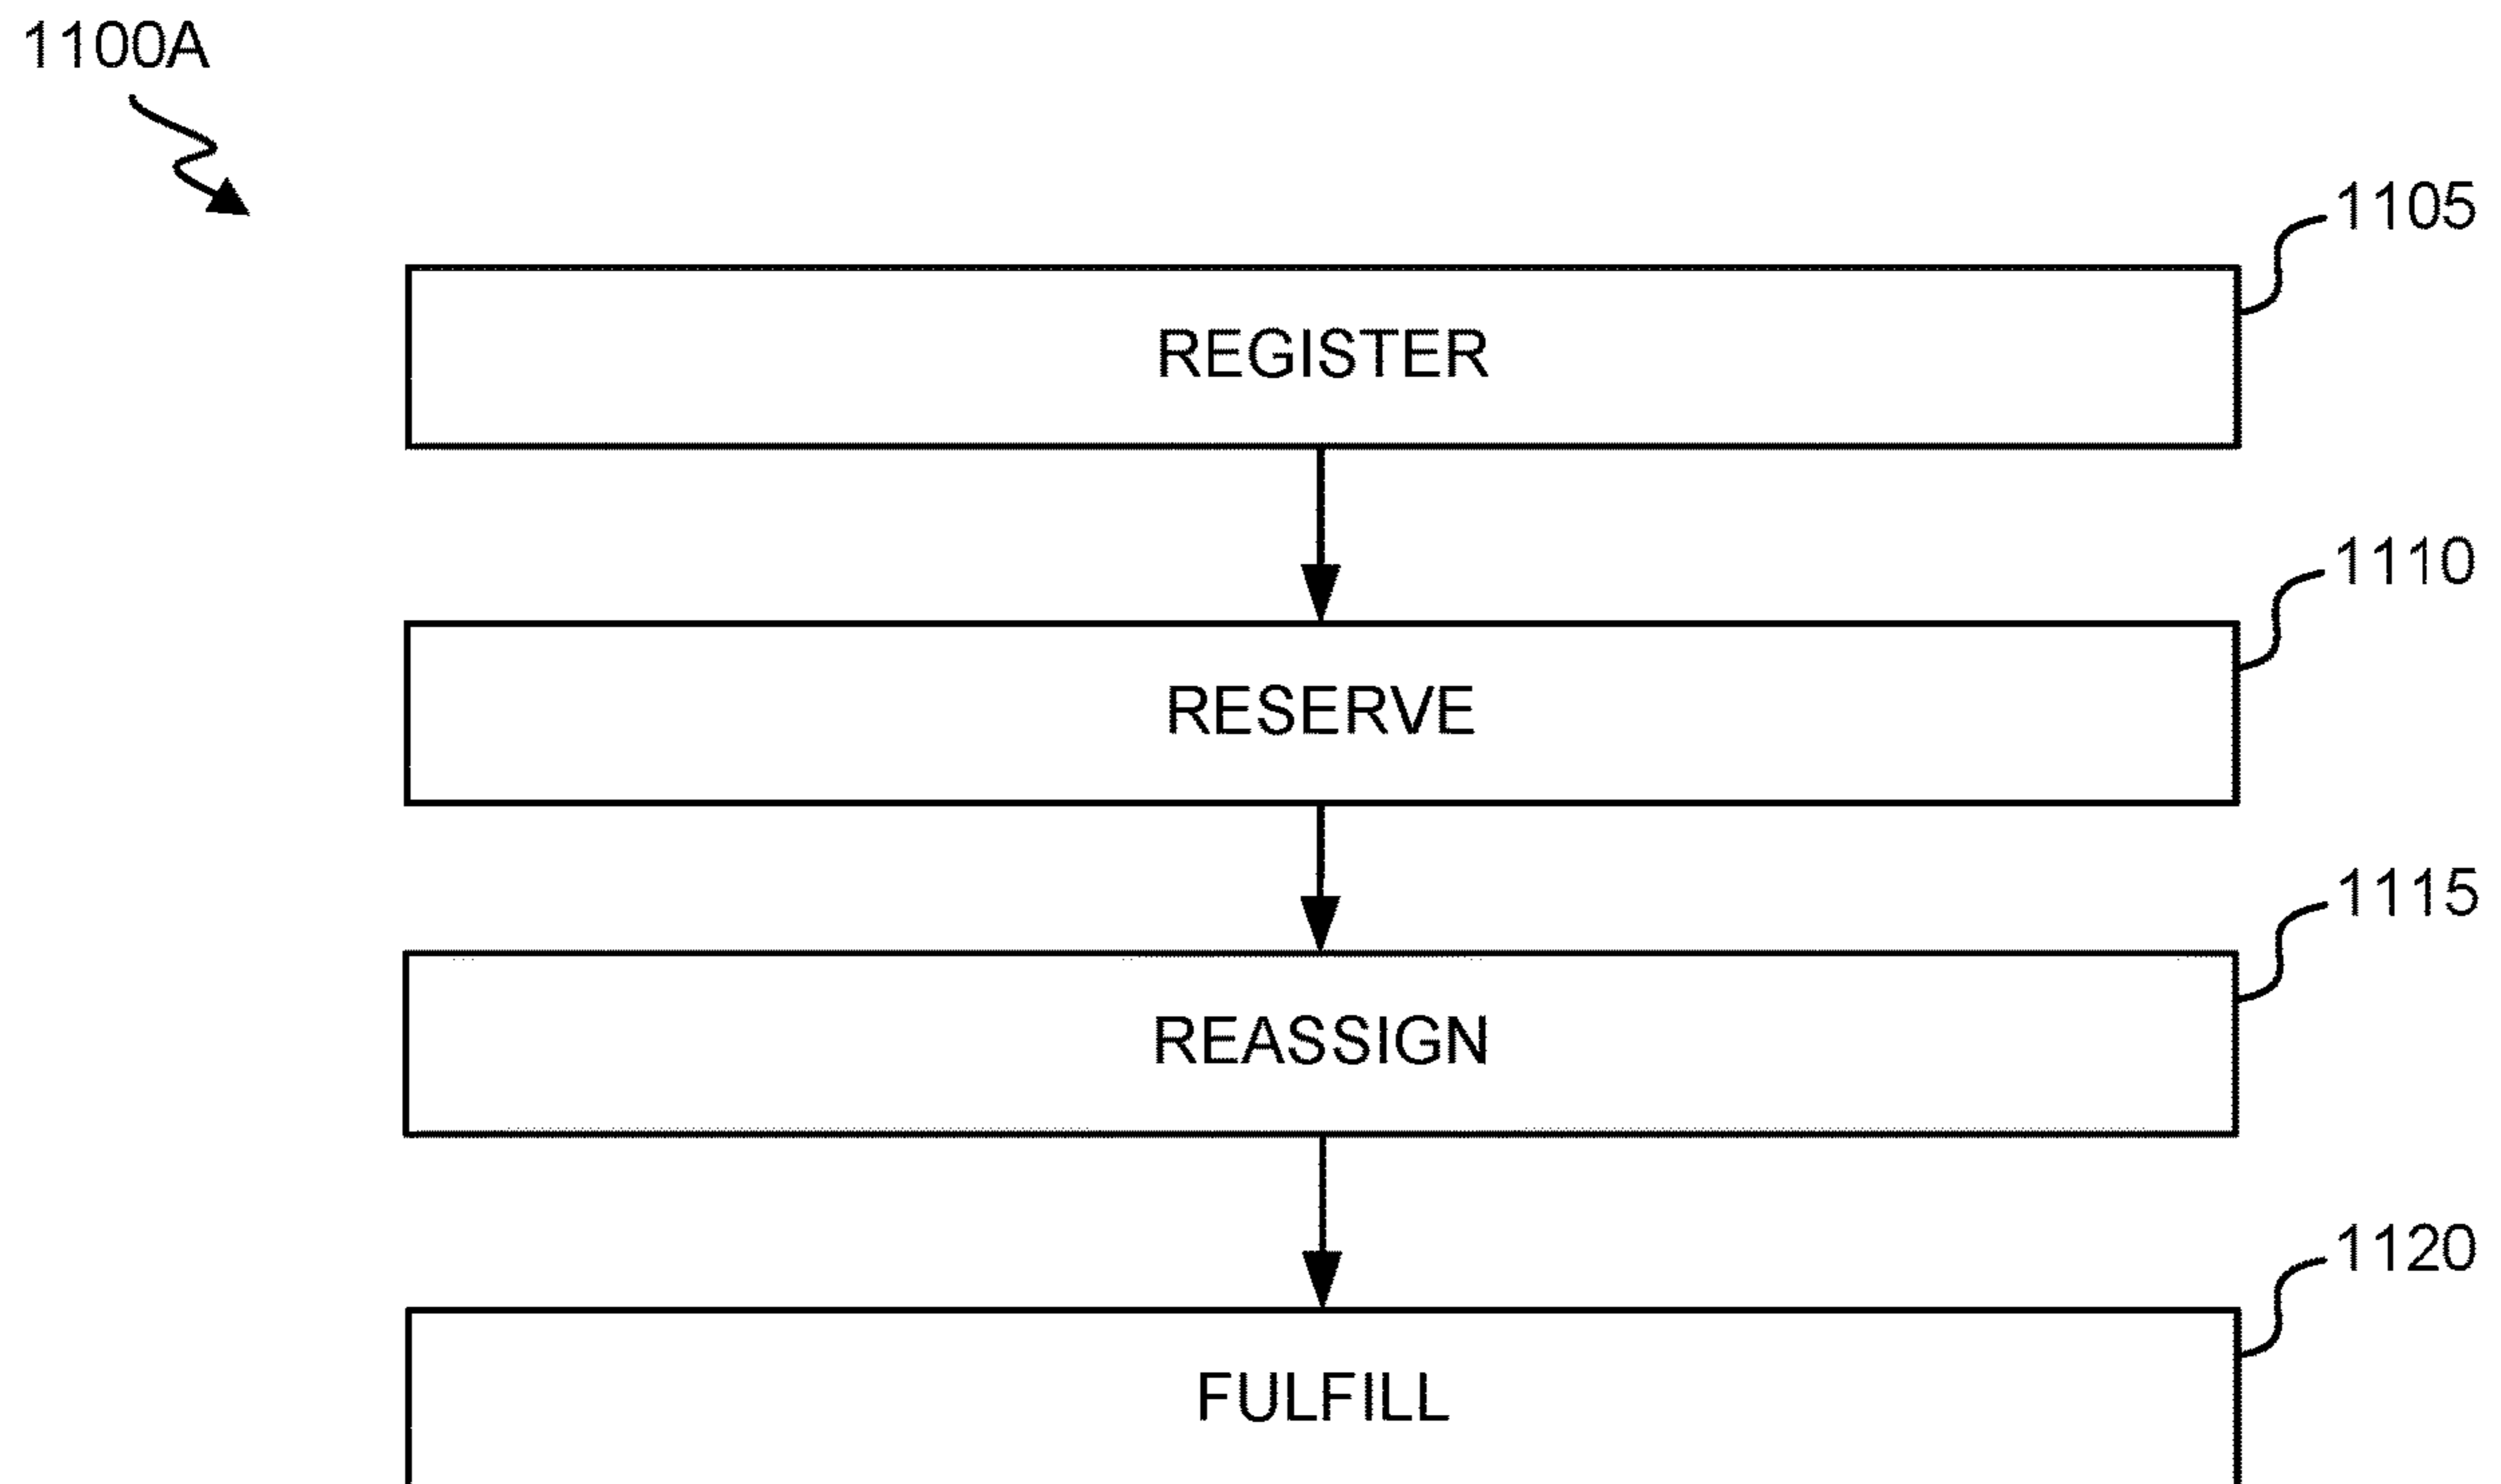 1100A
1105
REGISTER
1110
RESERVE
1115
REASSIGN
1120
FULFILL